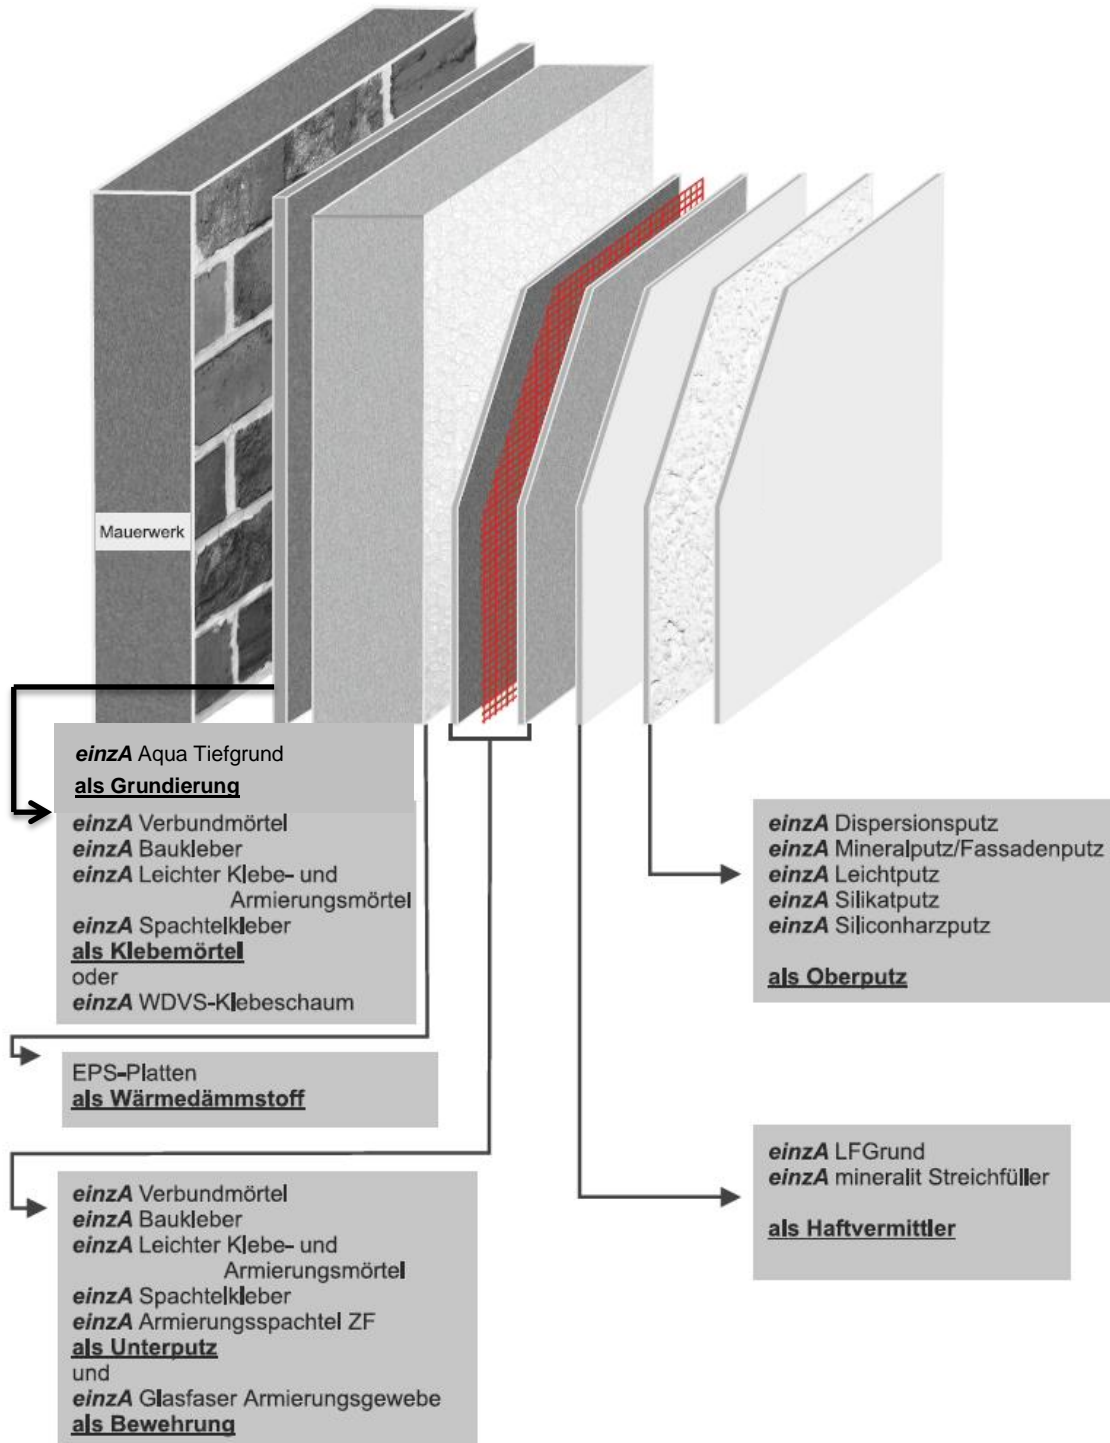 Mauerwerk
einzA Aqua Tiefgrund
als Grundierung
einzA Verbundmörtel
einzA Baukleber
einzA Leichter Klebe- und
Armierungsmörtel
einzA Spachtelkleber
als Klebemörtel
oder
einzA WDVS-Klebeschaum
EPS-Platten
als Wärmedämmstoff
einzA Verbundmörtel
einzA Baukleber
einzA Leichter Klebe- und
Armierungsmörtel
einzA Spachtelkleber
einzA Armierungsspachtel ZF
als Unterputz
und
einzA Glasfaser Armierungsgewebe
als Bewehrung
einzA Dispersionsputz
einzA Mineralputz/Fassadenputz
einzA Leichtputz
einzA Silikatputz
einzA Siliconharzputz
als Oberputz
einzA LFGrund
einzA mineralit Streichfüller
als Haftvermittler